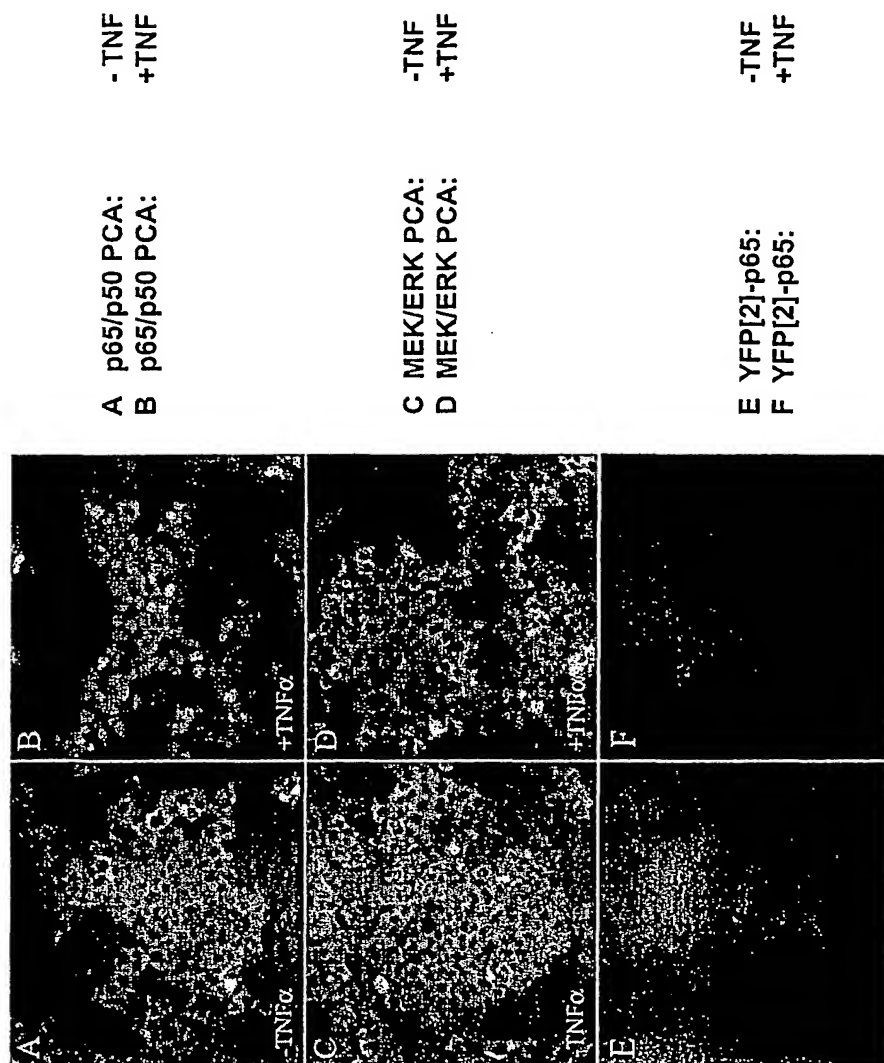 A p65/p50 PCA: - TNF
B p65/p50 PCA: +TNF
C MEK/ERK PCA: -TNF
D MEK/ERK PCA: +TNF
E YFP[2]-p65: -TNF
F YFP[2]-p65: +TNF
A
-TNFα
B
+TNFα
C
-TNFα
D
+TNFα
E
F